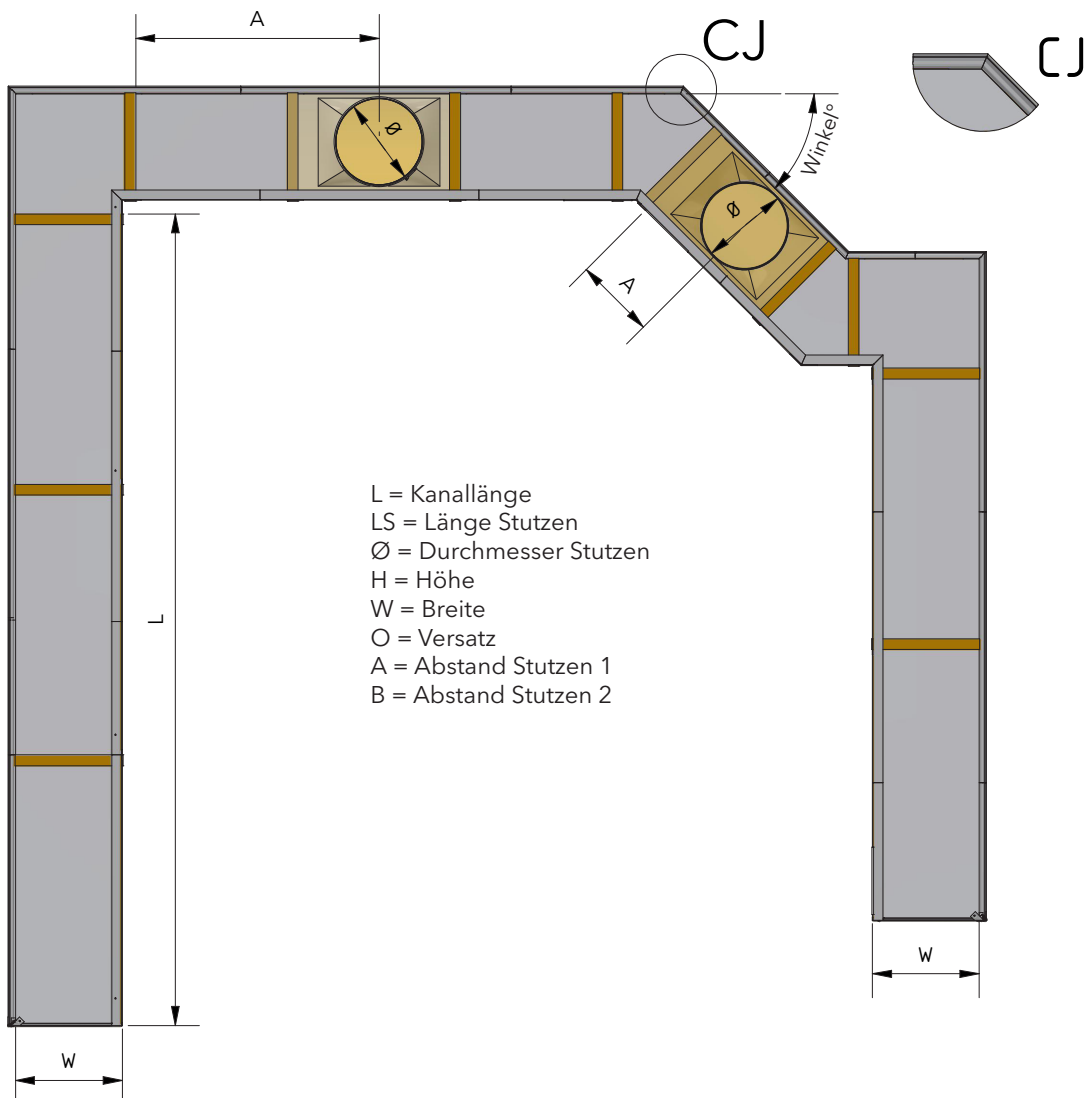 A
CJ
CJ
Ø
Winkel°
Ø
A
L = Kanallänge
LS = Länge Stutzen
Ø = Durchmesser Stutzen
H = Höhe
W = Breite
O = Versatz
A = Abstand Stutzen 1
B = Abstand Stutzen 2
L
W
W